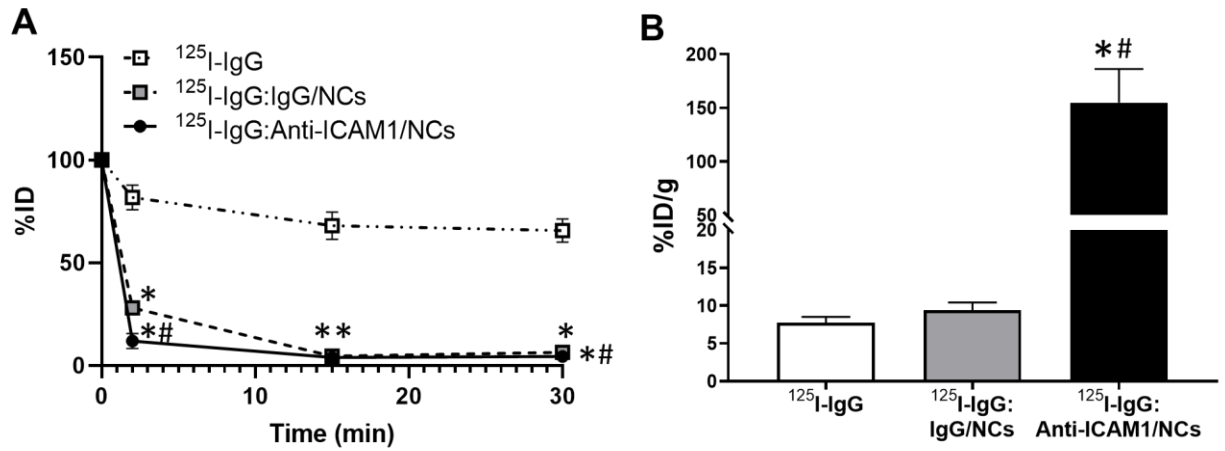 A
150
100
50
0
%ID
¹²⁵I-IgG
¹²⁵I-IgG:IgG/NCs
¹²⁵I-IgG:Anti-ICAM1/NCs
*
*#
**
*
*#
0
10
20
30
Time (min)
B
200
150
100
50
20
15
10
5
0
%ID/g
*#
¹²⁵I-IgG
¹²⁵I-IgG:
IgG/NCs
¹²⁵I-IgG:
Anti-ICAM1/NCs